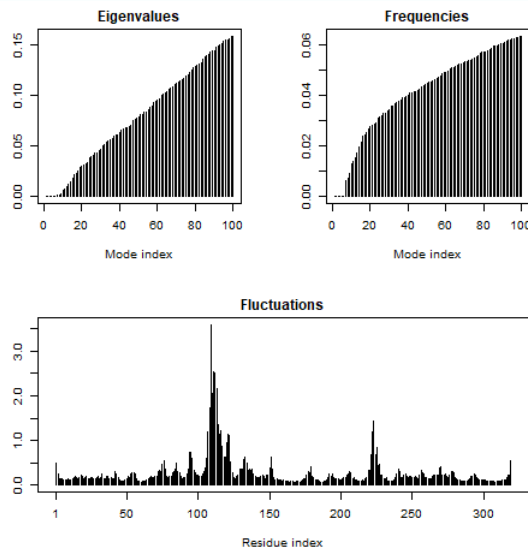 Eigenvalues
0.15
0.10
0.05
0.00
0 20 40 60 80 100
Mode index
Frequencies
0.06
0.04
0.02
0.00
0 20 40 60 80 100
Mode index
Fluctuations
3.0
2.0
1.0
0.0
1 50 100 150 200 250 300
Residue index